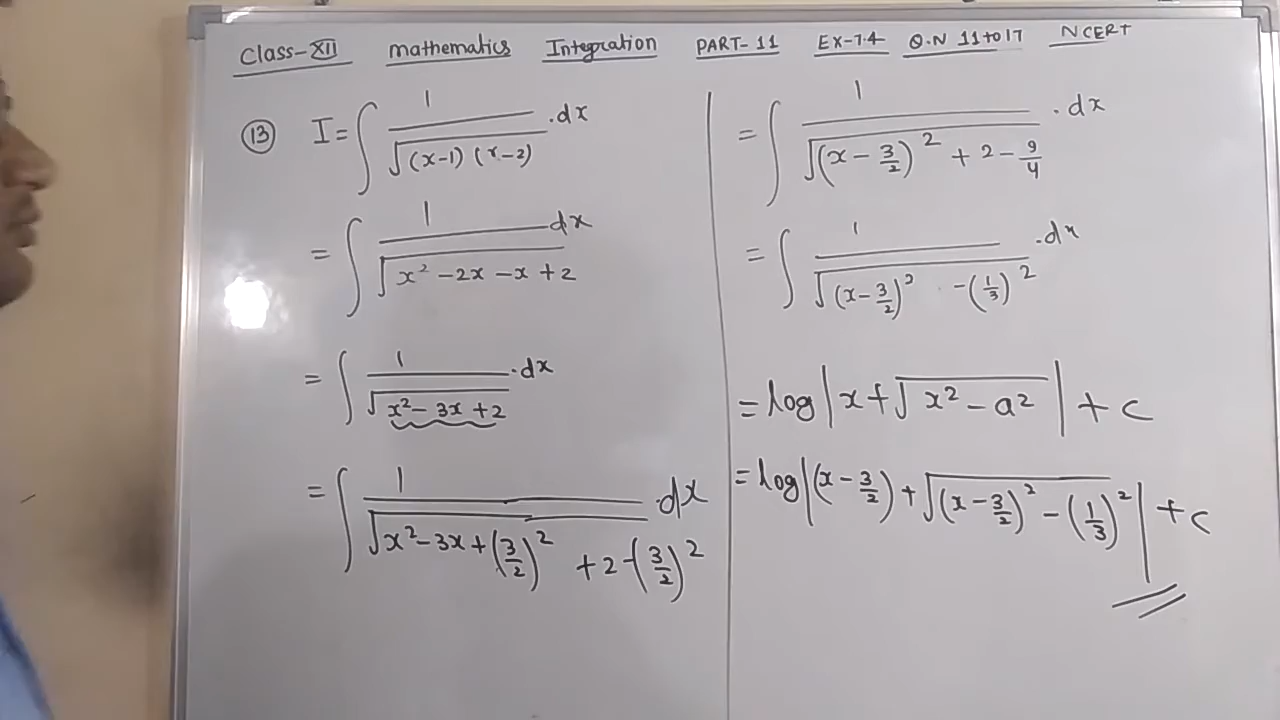 Class-XII mathematics Integration PART-11 EX-7.4 Q.N 11 to 17 NCERT
(13) I = ∫ 1/√((x-1)(x-2)) .dx
= ∫ 1/√(x² -2x -x +2) dx
= ∫ 1/√(x² - 3x + 2) .dx
= ∫ 1/√(x² - 3x + (3/2)² + 2 - (3/2)²) dx
= ∫ 1/√((x - 3/2)² + 2 - 9/4) .dx
= ∫ 1/√((x - 3/2)² - (1/3)²) .dx
= log|x + √(x² - a²)| + c
= log|(x - 3/2) + √((x - 3/2)² - (1/3)²)| + c